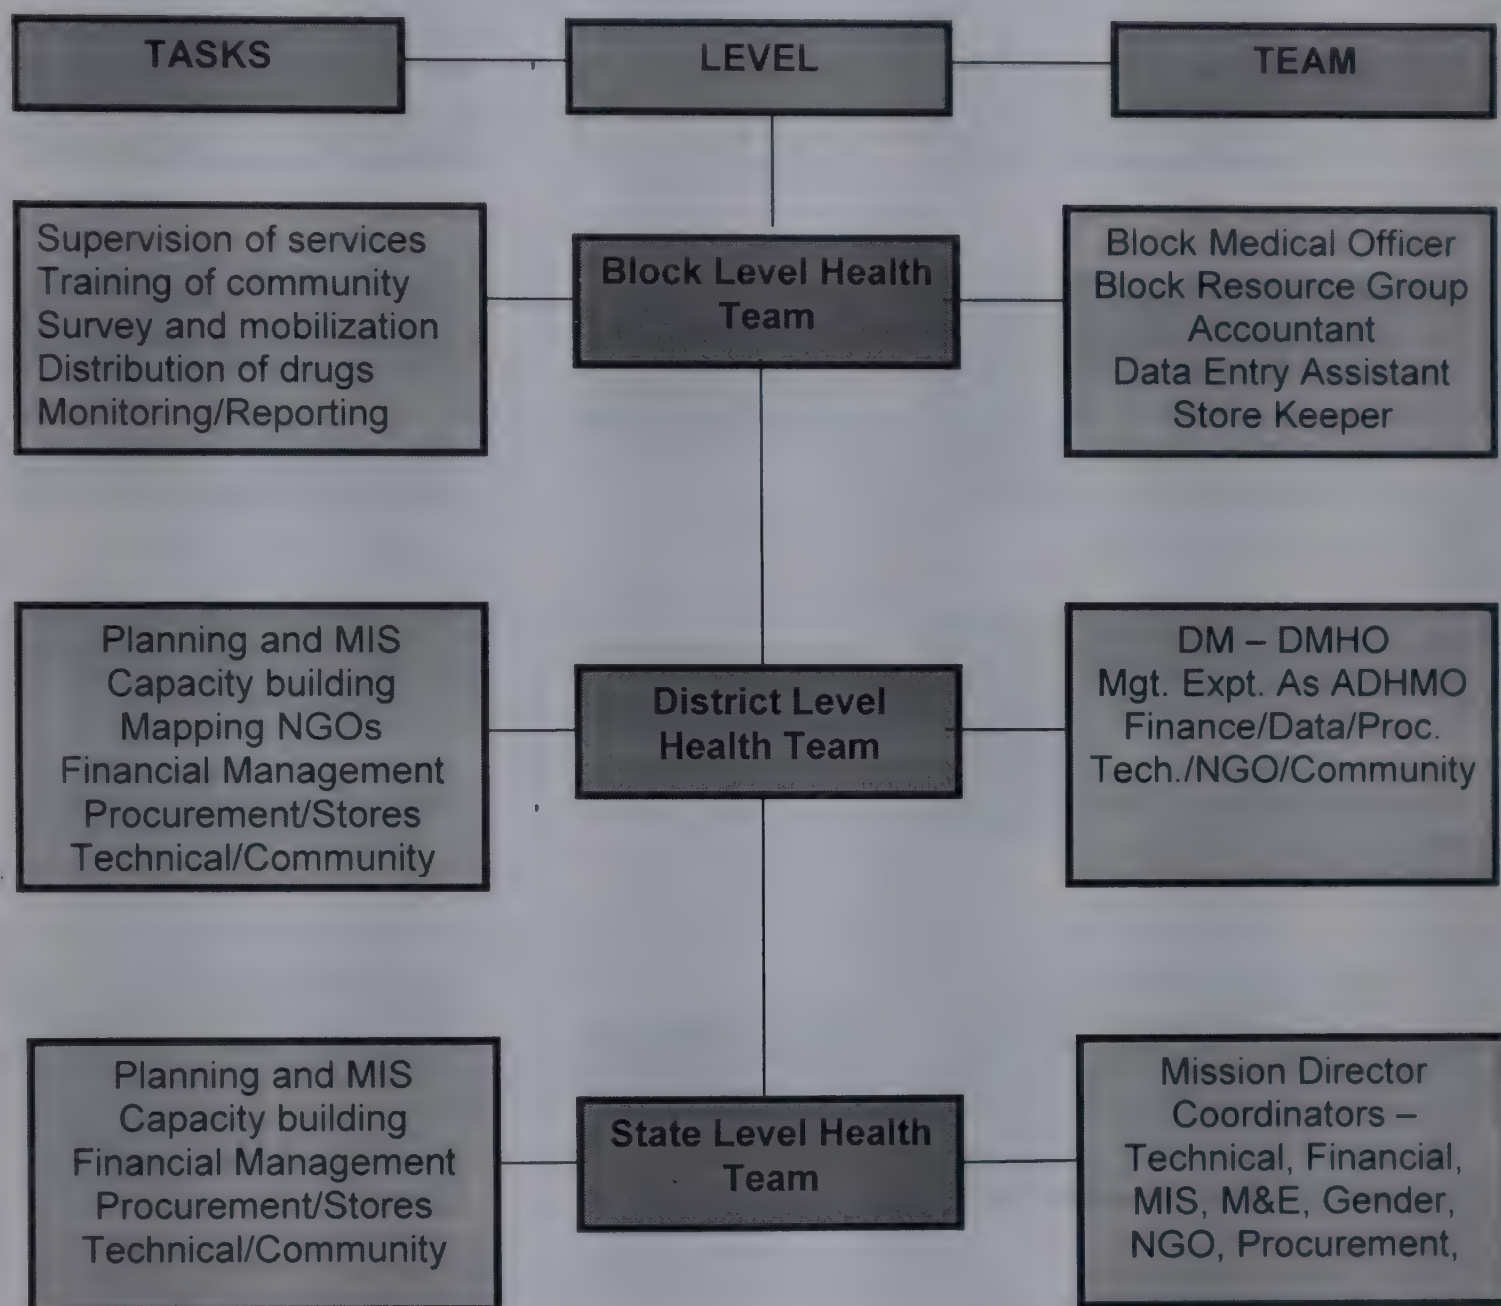 TASKS
LEVEL
TEAM
Supervision of services
Training of community
Survey and mobilization
Distribution of drugs
Monitoring/Reporting
Block Level Health
Team
Block Medical Officer
Block Resource Group
Accountant
Data Entry Assistant
Store Keeper
Planning and MIS
Capacity building
Mapping NGOs
Financial Management
Procurement/Stores
Technical/Community
District Level
Health Team
DM – DMHO
Mgt. Expt. As ADHMO
Finance/Data/Proc.
Tech./NGO/Community
Planning and MIS
Capacity building
Financial Management
Procurement/Stores
Technical/Community
State Level Health
Team
Mission Director
Coordinators –
Technical, Financial,
MIS, M&E, Gender,
NGO, Procurement,